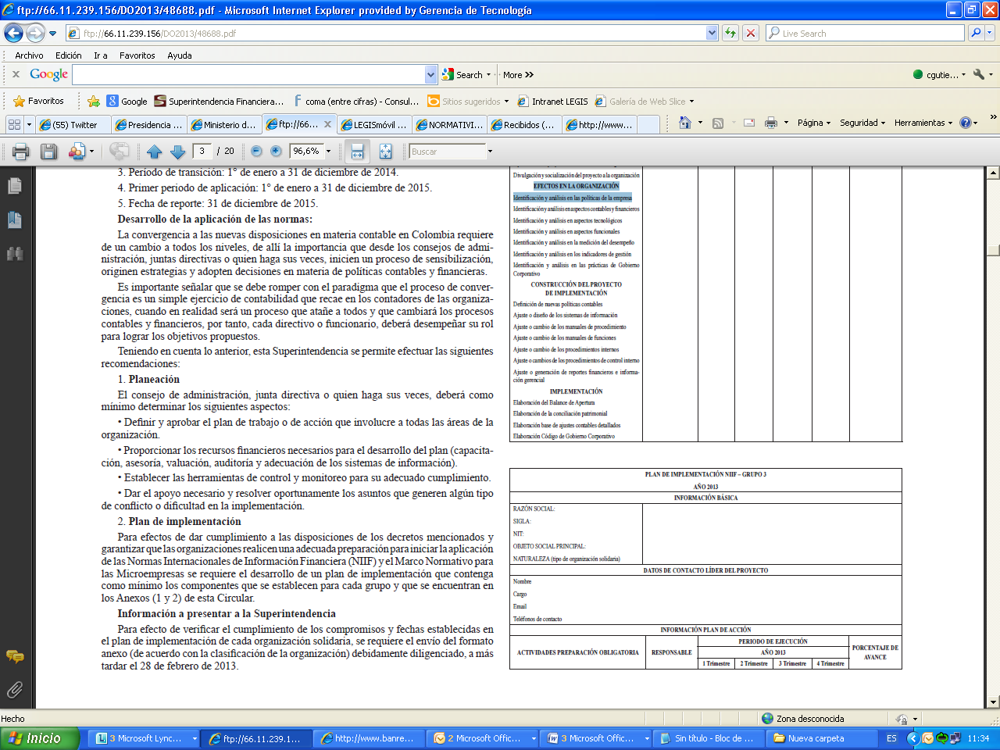 ftp://66.11.239.156/DO2013/48688.pdf - Microsoft Internet Explorer provided by Gerencia de Tecnología
ftp://66.11.239.156/DO2013/48688.pdf
Live Search
Archivo Edición Ir a Favoritos Ayuda
x Google Search More >> cgutie...
Favoritos Google Superintendencia Financiera... coma (entre cifras) - Consul... Sitios sugeridos Intranet LEGIS Galería de Web Slice
(55) Twitter Presidencia ... Ministerio d... ftp://66.... LEGISmóvil ... NORMATIVI... Recibidos (... http://www... Página Seguridad Herramientas
3 / 20 96,6% Buscar
3. Período de transición: 1° de enero a 31 de diciembre de 2014.
4. Primer periodo de aplicación: 1° de enero a 31 de diciembre de 2015.
5. Fecha de reporte: 31 de diciembre de 2015.
Desarrollo de la aplicación de las normas:
La convergencia a las nuevas disposiciones en materia contable en Colombia requiere
de un cambio a todos los niveles, de allí la importancia que desde los consejos de admi-
nistración, juntas directivas o quien haga sus veces, inicien un proceso de sensibilización,
originen estrategias y adopten decisiones en materia de políticas contables y financieras.
Es importante señalar que se debe romper con el paradigma que el proceso de conver-
gencia es un simple ejercicio de contabilidad que recae en los contadores de las organiza-
ciones, cuando en realidad será un proceso que atañe a todos y que cambiará los procesos
contables y financieros, por tanto, cada directivo o funcionario, deberá desempeñar su rol
para lograr los objetivos propuestos.
Teniendo en cuenta lo anterior, esta Superintendencia se permite efectuar las siguientes
recomendaciones:
1. Planeación
El consejo de administración, junta directiva o quien haga sus veces, deberá como
mínimo determinar los siguientes aspectos:
• Definir y aprobar el plan de trabajo o de acción que involucre a todas las áreas de la
organización.
• Proporcionar los recursos financieros necesarios para el desarrollo del plan (capacita-
ción, asesoría, valuación, auditoría y adecuación de los sistemas de información).
• Establecer las herramientas de control y monitoreo para su adecuado cumplimiento.
• Dar el apoyo necesario y resolver oportunamente los asuntos que generen algún tipo
de conflicto o dificultad en la implementación.
2. Plan de implementación
Para efectos de dar cumplimiento a las disposiciones de los decretos mencionados y
garantizar que las organizaciones realicen una adecuada preparación para iniciar la aplicación
de las Normas Internacionales de Información Financiera (NIIF) y el Marco Normativo para
las Microempresas se requiere el desarrollo de un plan de implementación que contenga
como mínimo los componentes que se establecen para cada grupo y que se encuentran en
los Anexos (1 y 2) de esta Circular.
Información a presentar a la Superintendencia
Para efecto de verificar el cumplimiento de los compromisos y fechas establecidas en
el plan de implementación de cada organización solidaria, se requiere el envío del formato
anexo (de acuerdo con la clasificación de la organización) debidamente diligenciado, a más
tardar el 28 de febrero de 2013.
Divulgación y socialización del proyecto a la organización
EFECTOS EN LA ORGANIZACIÓN
Identificación y análisis en las políticas de la empresa
Identificación y análisis en aspectos contables y financieros
Identificación y análisis en aspectos tecnológicos
Identificación y análisis en aspectos funcionales
Identificación y análisis en la medición del desempeño
Identificación y análisis en los indicadores de gestión
Identificación y análisis en las prácticas de Gobierno
Corporativo
CONSTRUCCIÓN DEL PROYECTO
DE IMPLEMENTACIÓN
Definición de nuevas políticas contables
Ajuste o diseño de los sistemas de información
Ajuste o cambio de los manuales de procedimiento
Ajuste o cambio de los manuales de funciones
Ajuste o cambio de los procedimientos internos
Ajuste o cambios de los procedimientos de control interno
Ajuste o generación de reportes financieros e informa-
ción gerencial
IMPLEMENTACIÓN
Elaboración del Balance de Apertura
Elaboración de la conciliación patrimonial
Elaboración base de ajustes contables detallados
Elaboración Código de Gobierno Corporativo
PLAN DE IMPLEMENTACIÓN NIIF – GRUPO 3
AÑO 2013
INFORMACIÓN BÁSICA
RAZÓN SOCIAL:
SIGLA:
NIT:
OBJETO SOCIAL PRINCIPAL:
NATURALEZA (tipo de organización solidaria)
DATOS DE CONTACTO LÍDER DEL PROYECTO
Nombre
Cargo
Email
Teléfonos de contacto
INFORMACIÓN PLAN DE ACCIÓN
ACTIVIDADES PREPARACIÓN OBLIGATORIA RESPONSABLE PERIODO DE EJECUCIÓN PORCENTAJE DE AVANCE
AÑO 2013
1 Trimestre 2 Trimestre 3 Trimestre 4 Trimestre
Hecho Zona desconocida
Inicio 3 Microsoft Lync... ftp://66.11.239.1... http://www.banre... 2 Microsoft Offic... 3 Microsoft Offic... Sin título - Bloc de ... Nueva carpeta ES 11:34